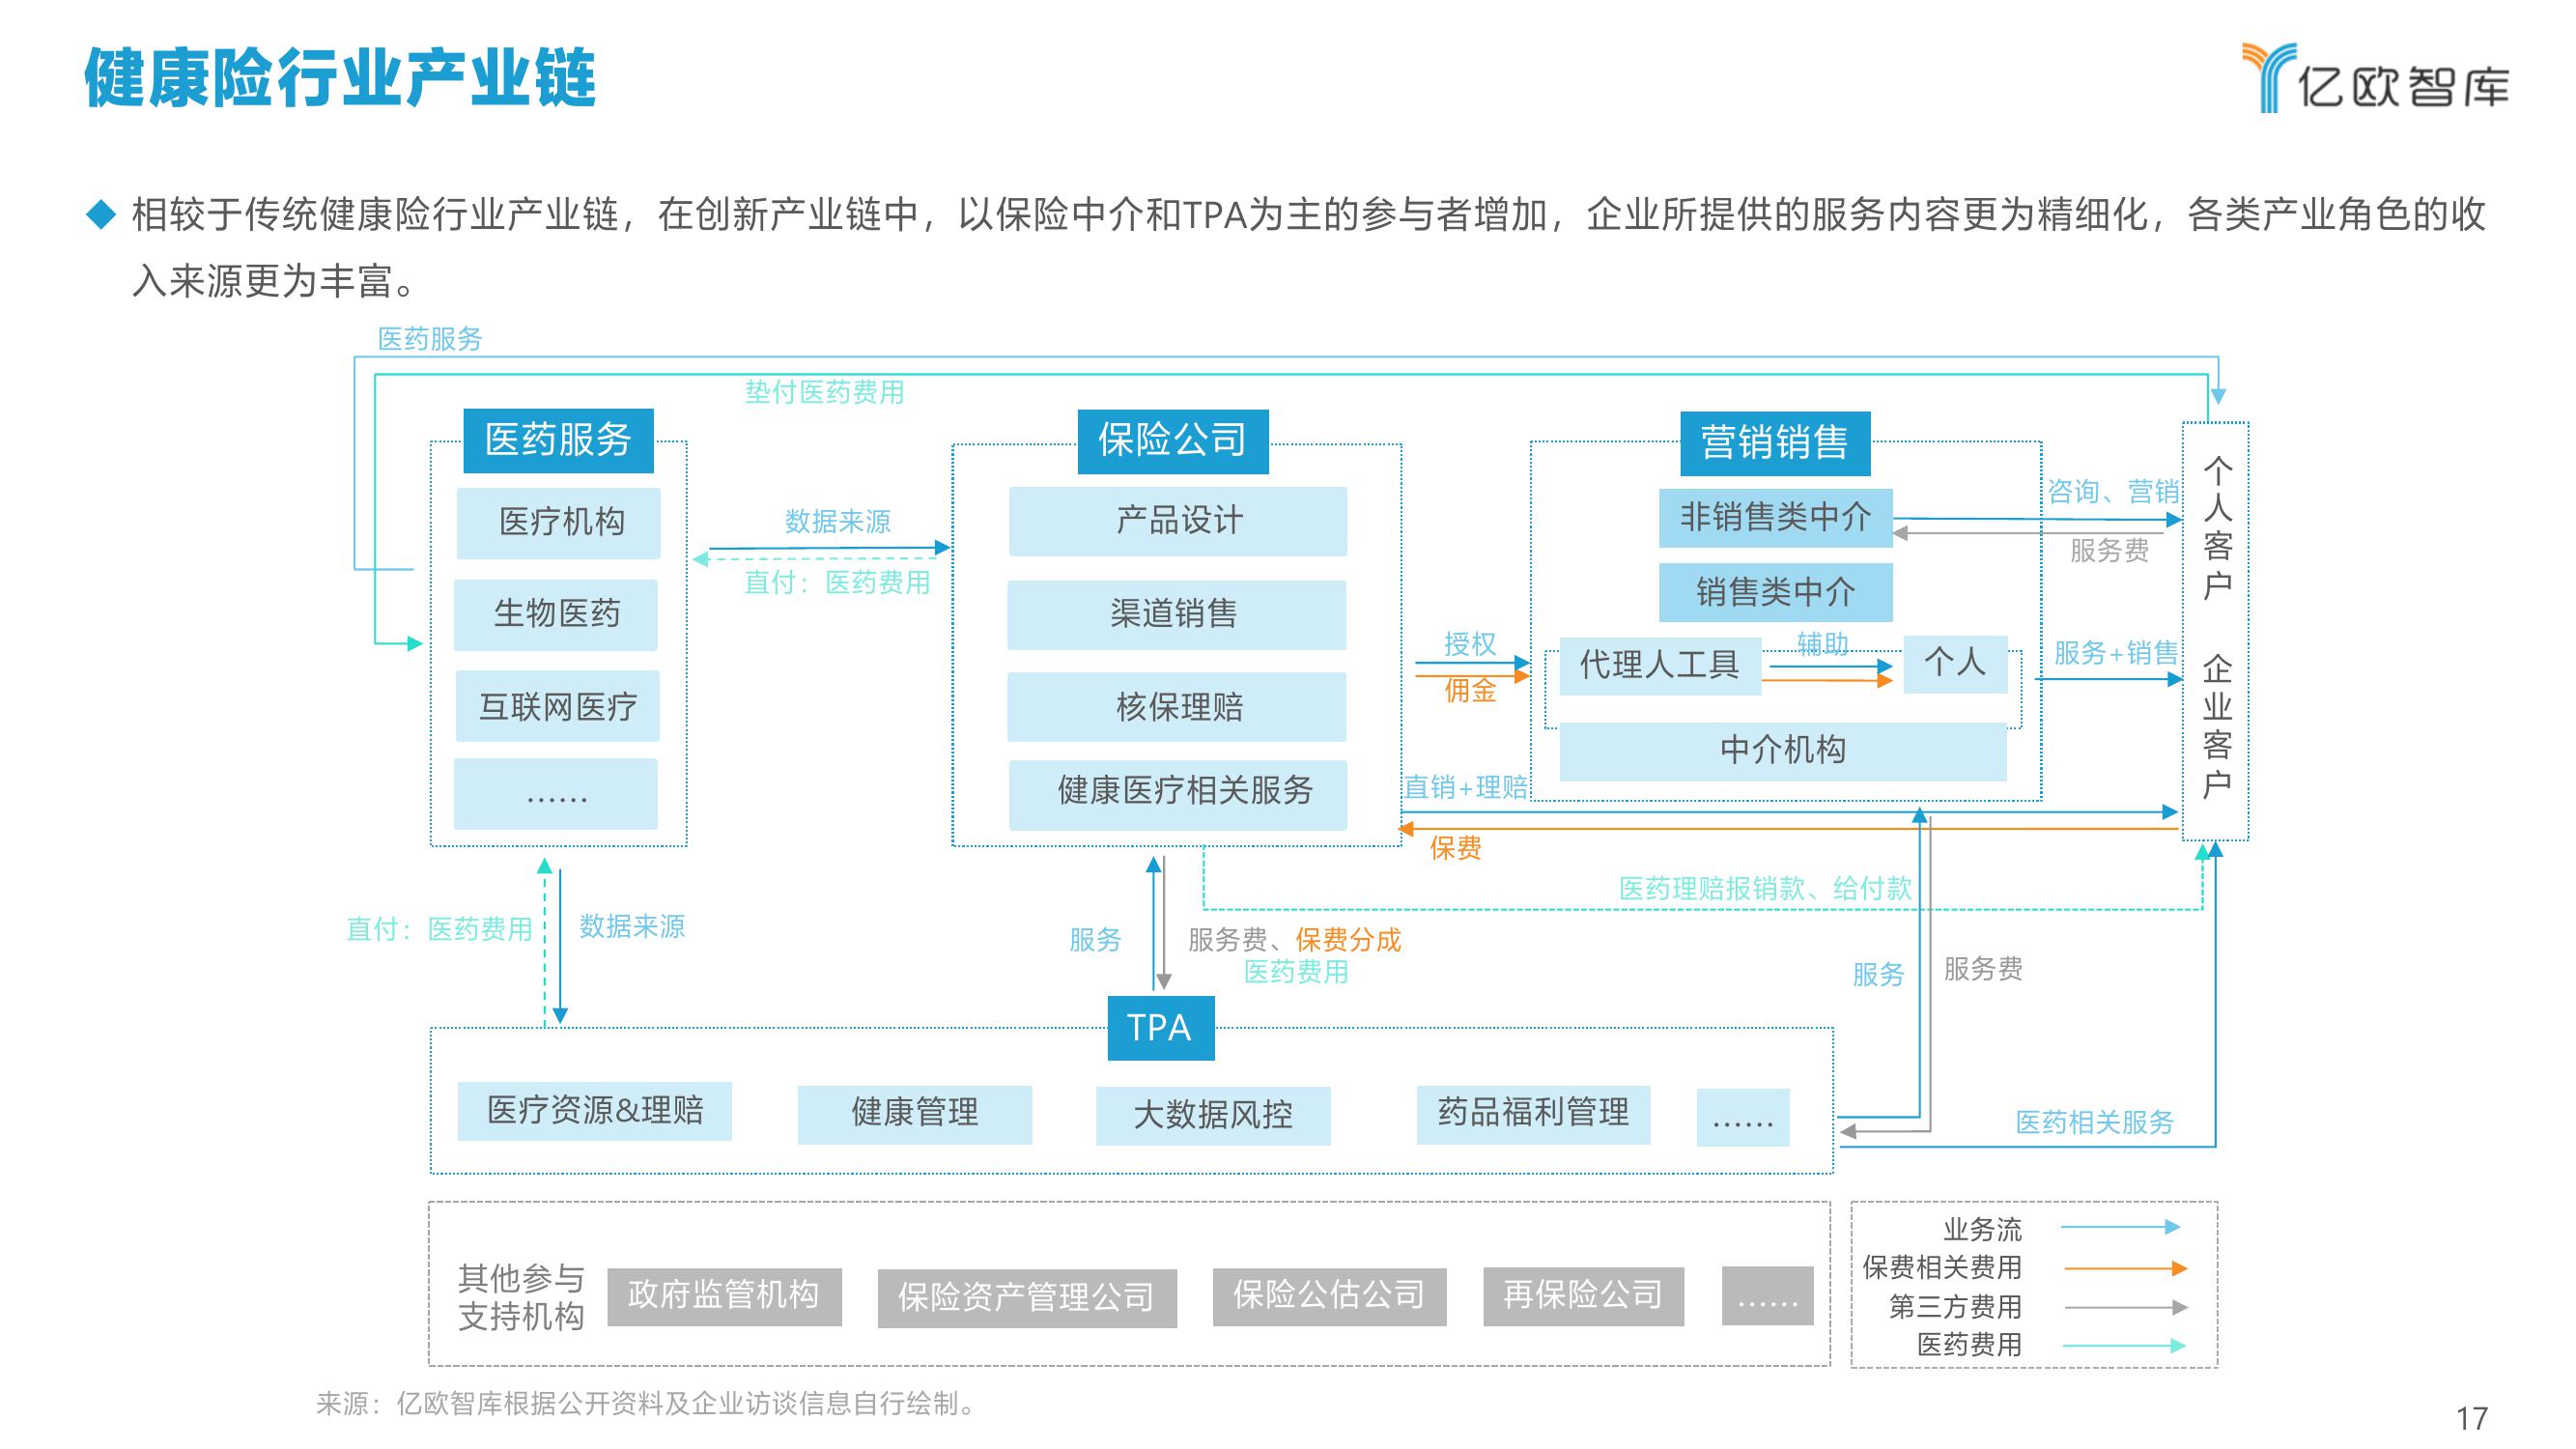 健康险行业产业链
亿欧智库
相较于传统健康险行业产业链，在创新产业链中，以保险中介和TPA为主的参与者增加，企业所提供的服务内容更为精细化，各类产业角色的收
入来源更为丰富。
医药服务
垫付医药费用
医药服务
医疗机构
生物医药
互联网医疗
……
数据来源
直付：医药费用
保险公司
产品设计
渠道销售
核保理赔
健康医疗相关服务
授权
佣金
直销+理赔
保费
营销销售
非销售类中介
销售类中介
代理人工具
辅助
个人
中介机构
咨询、营销
服务费
服务+销售
个人客户
企业客户
医药理赔报销款、给付款
直付：医药费用
数据来源
服务
服务费、保费分成
医药费用
服务
服务费
医药相关服务
TPA
医疗资源&理赔
健康管理
大数据风控
药品福利管理
……
其他参与
支持机构
政府监管机构
保险资产管理公司
保险公估公司
再保险公司
……
业务流
保费相关费用
第三方费用
医药费用
来源：亿欧智库根据公开资料及企业访谈信息自行绘制。
17